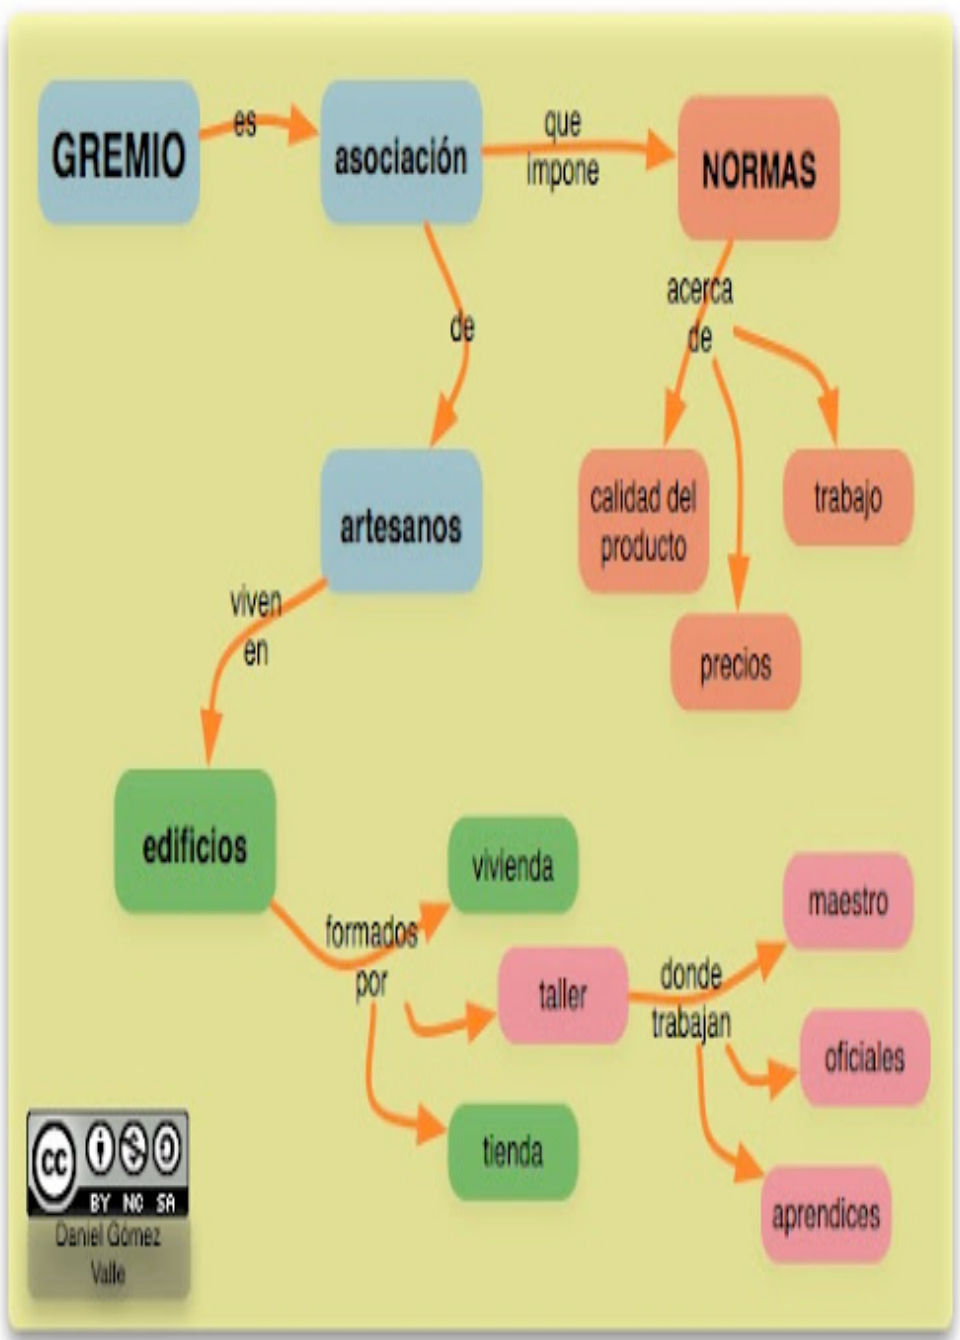 GREMIO
es
asociación
que
impone
NORMAS
acerca
de
de
artesanos
calidad del
producto
trabajo
precios
viven
en
edificios
vivienda
formados
por
taller
donde
trabajan
maestro
oficiales
tienda
aprendices
cc
BY NC SA
Daniel Gómez
Valle